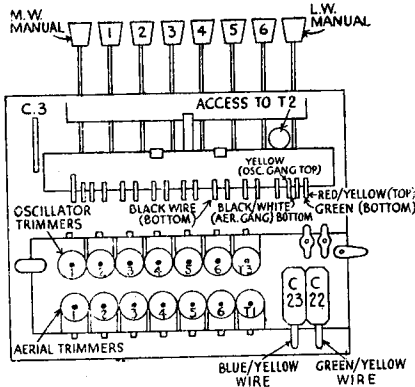 M.W. MANUAL
1 2 3 4 5 6
L.W. MANUAL
C.3
ACCESS TO T2
YELLOW
(OSC. GANG TOP)
RED/YELLOW (TOP)
GREEN (BOTTOM)
BLACK WIRE
(BOTTOM)
BLACK/WHITE
(AER. GANG) BOTTOM
OSCILLATOR
TRIMMERS
1 2 3 4 5 6 T3
C 23
C 22
1 2 3 4 5 6 T1
AERIAL TRIMMERS
BLUE/YELLOW
WIRE
GREEN/YELLOW
WIRE